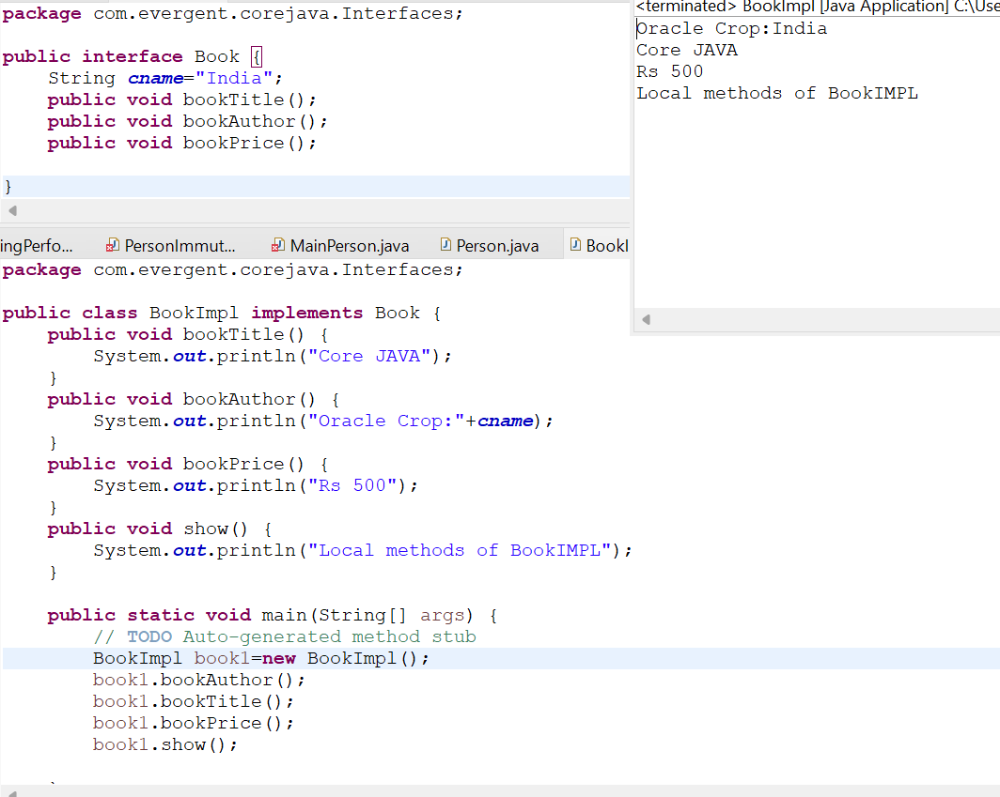 package com.evergent.corejava.Interfaces;
public interface Book {
String cname="India";
public void bookTitle();
public void bookAuthor();
public void bookPrice();
}
<terminated> BookImpl [Java Application] C:\Use
Oracle Crop:India
Core JAVA
Rs 500
Local methods of BookIMPL
ingPerfo... PersonImmut... MainPerson.java Person.java BookI
package com.evergent.corejava.Interfaces;
public class BookImpl implements Book {
public void bookTitle() {
System.out.println("Core JAVA");
}
public void bookAuthor() {
System.out.println("Oracle Crop:"+cname);
}
public void bookPrice() {
System.out.println("Rs 500");
}
public void show() {
System.out.println("Local methods of BookIMPL");
}
public static void main(String[] args) {
// TODO Auto-generated method stub
BookImpl book1=new BookImpl();
book1.bookAuthor();
book1.bookTitle();
book1.bookPrice();
book1.show();